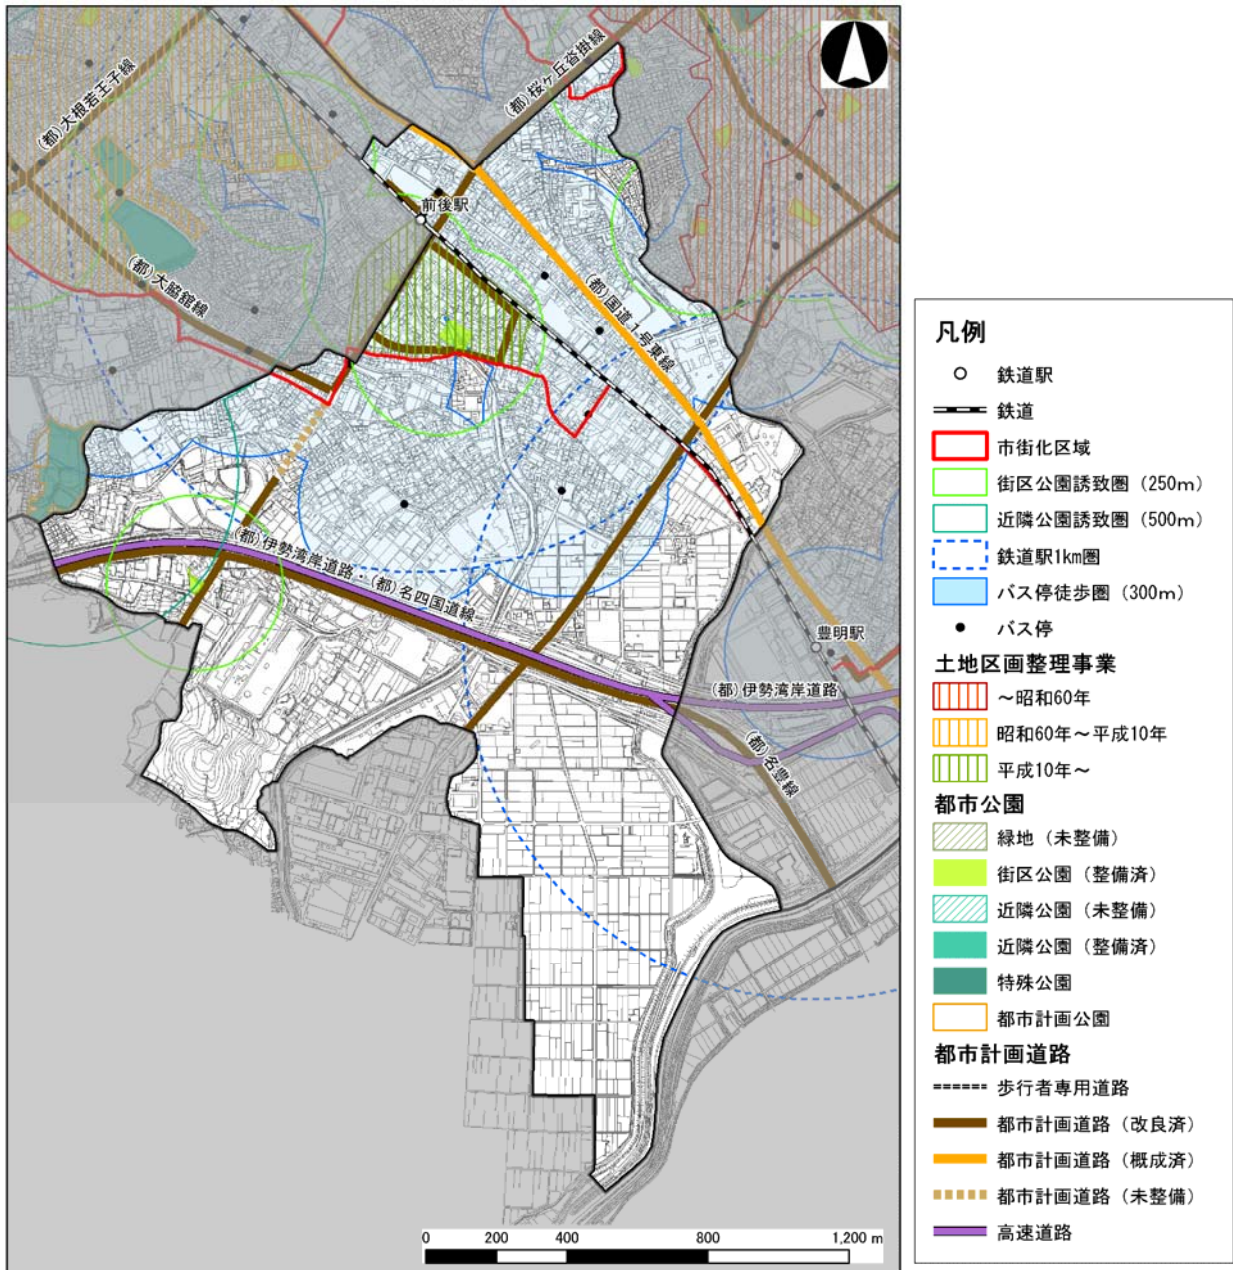 (都)大根若王子線
(都)桜ヶ丘沓掛線
前後駅
(都)大脇舘線
(都)国道1号東線
(都)伊勢湾岸道路・(都)名四国道線
豊明駅
(都)伊勢湾岸道路
(都)名豊線
0 200 400 800 1,200 m
凡例
鉄道駅
鉄道
市街化区域
街区公園誘致圏(250m)
近隣公園誘致圏(500m)
鉄道駅1km圏
バス停徒歩圏(300m)
バス停
土地区画整理事業
~昭和60年
昭和60年~平成10年
平成10年~
都市公園
緑地(未整備)
街区公園(整備済)
近隣公園(未整備)
近隣公園(整備済)
特殊公園
都市計画公園
都市計画道路
歩行者専用道路
都市計画道路(改良済)
都市計画道路(概成済)
都市計画道路(未整備)
高速道路